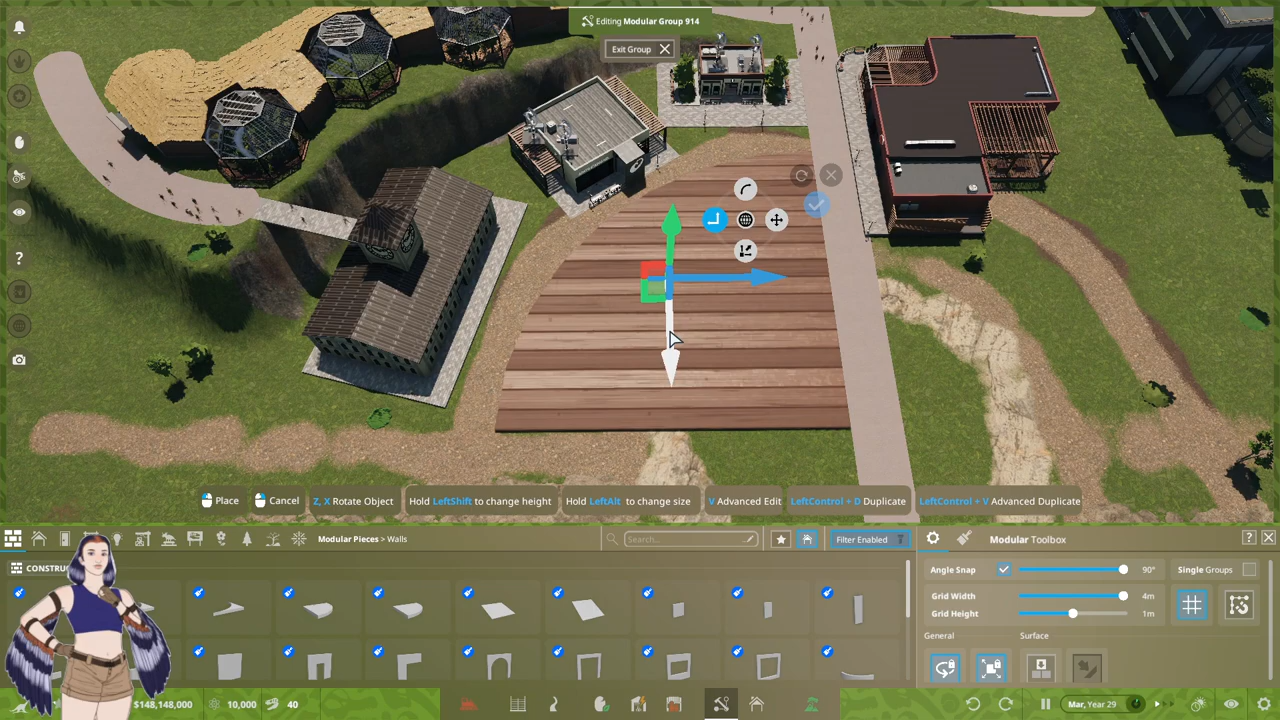 Editing Modular Group 914
Exit Group
Place
Cancel
Z, X Rotate Object
Hold LeftShift to change height
Hold LeftAlt to change size
V Advanced Edit
LeftControl + D Duplicate
LeftControl + V Advanced Duplicate
Modular Pieces > Walls
Search...
Filter Enabled
Modular Toolbox
?
Angle Snap
90°
Single Groups
Grid Width
4m
Grid Height
1m
General
Surface
$148,148,000
10,000
40
Mar, Year 29